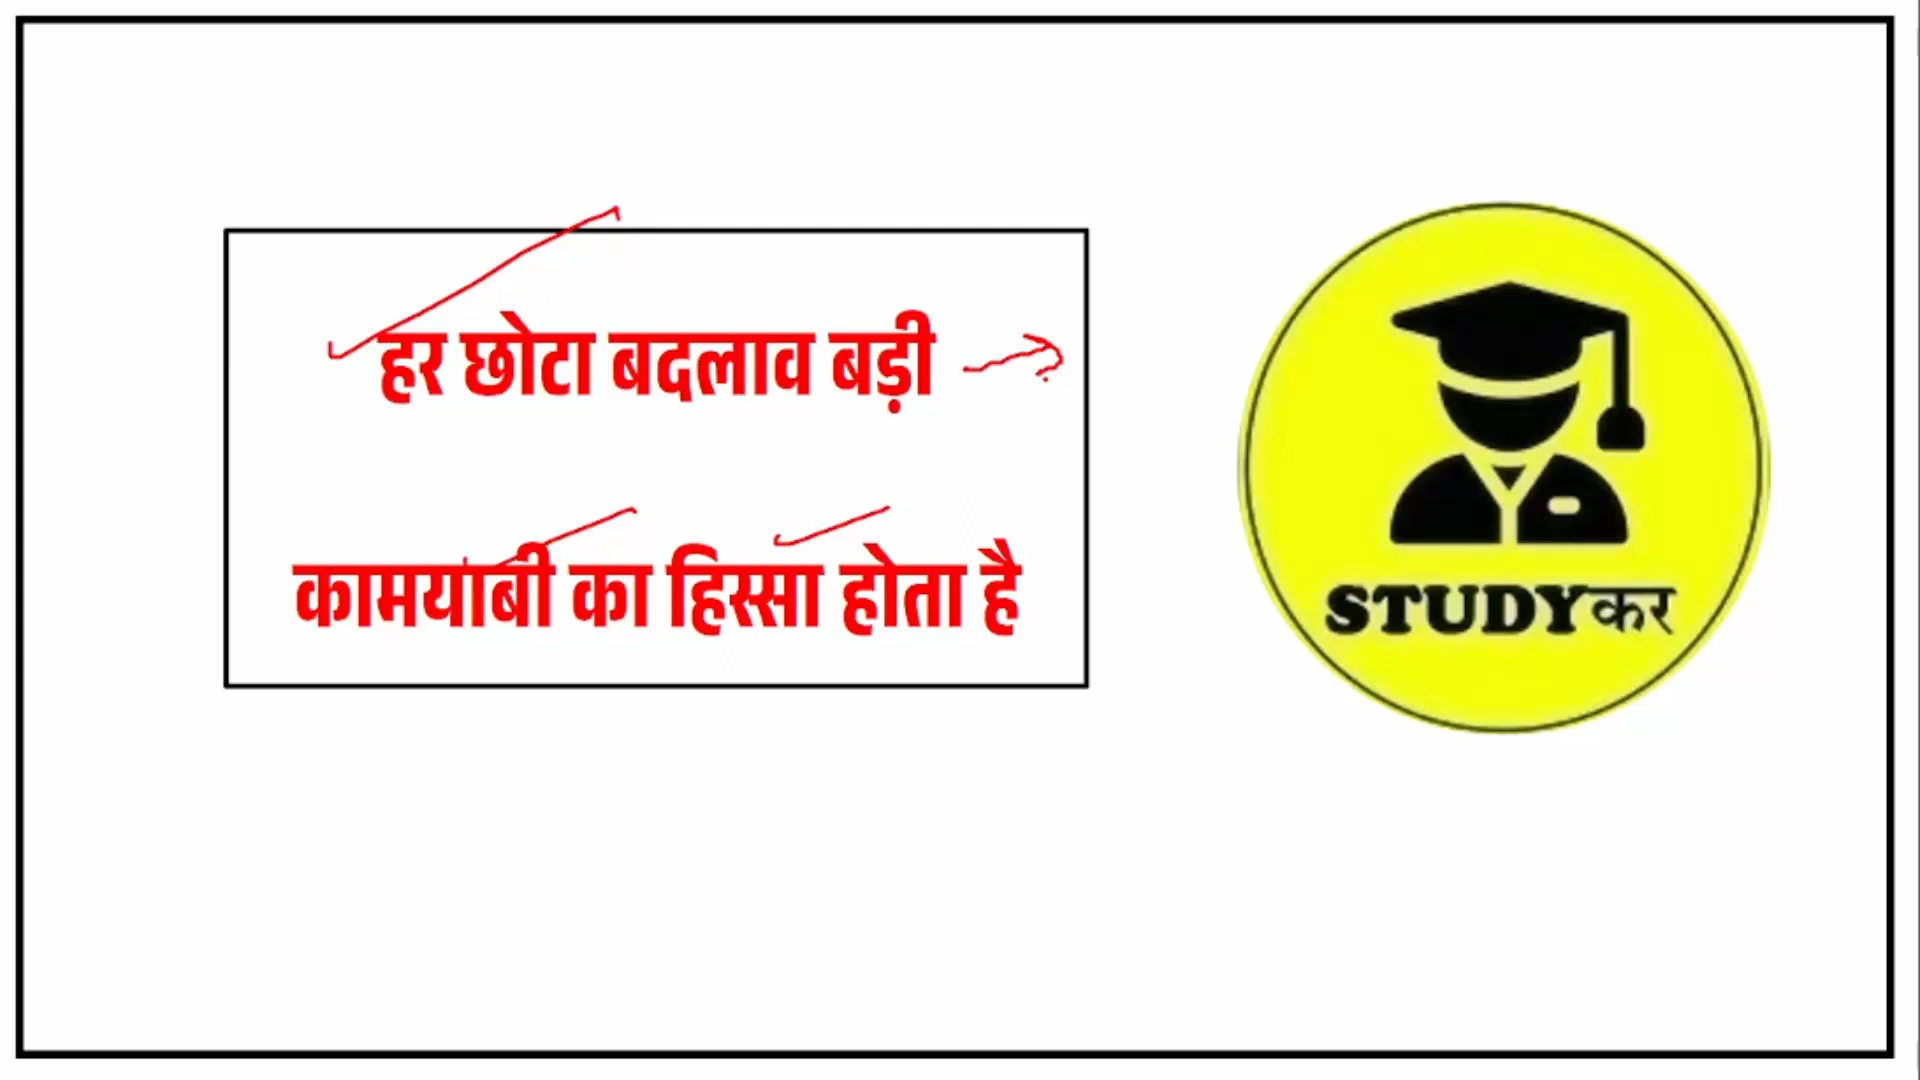 हर छोटा बदलाव बड़ी
कामयाबी का हिस्सा होता है
STUDYकर